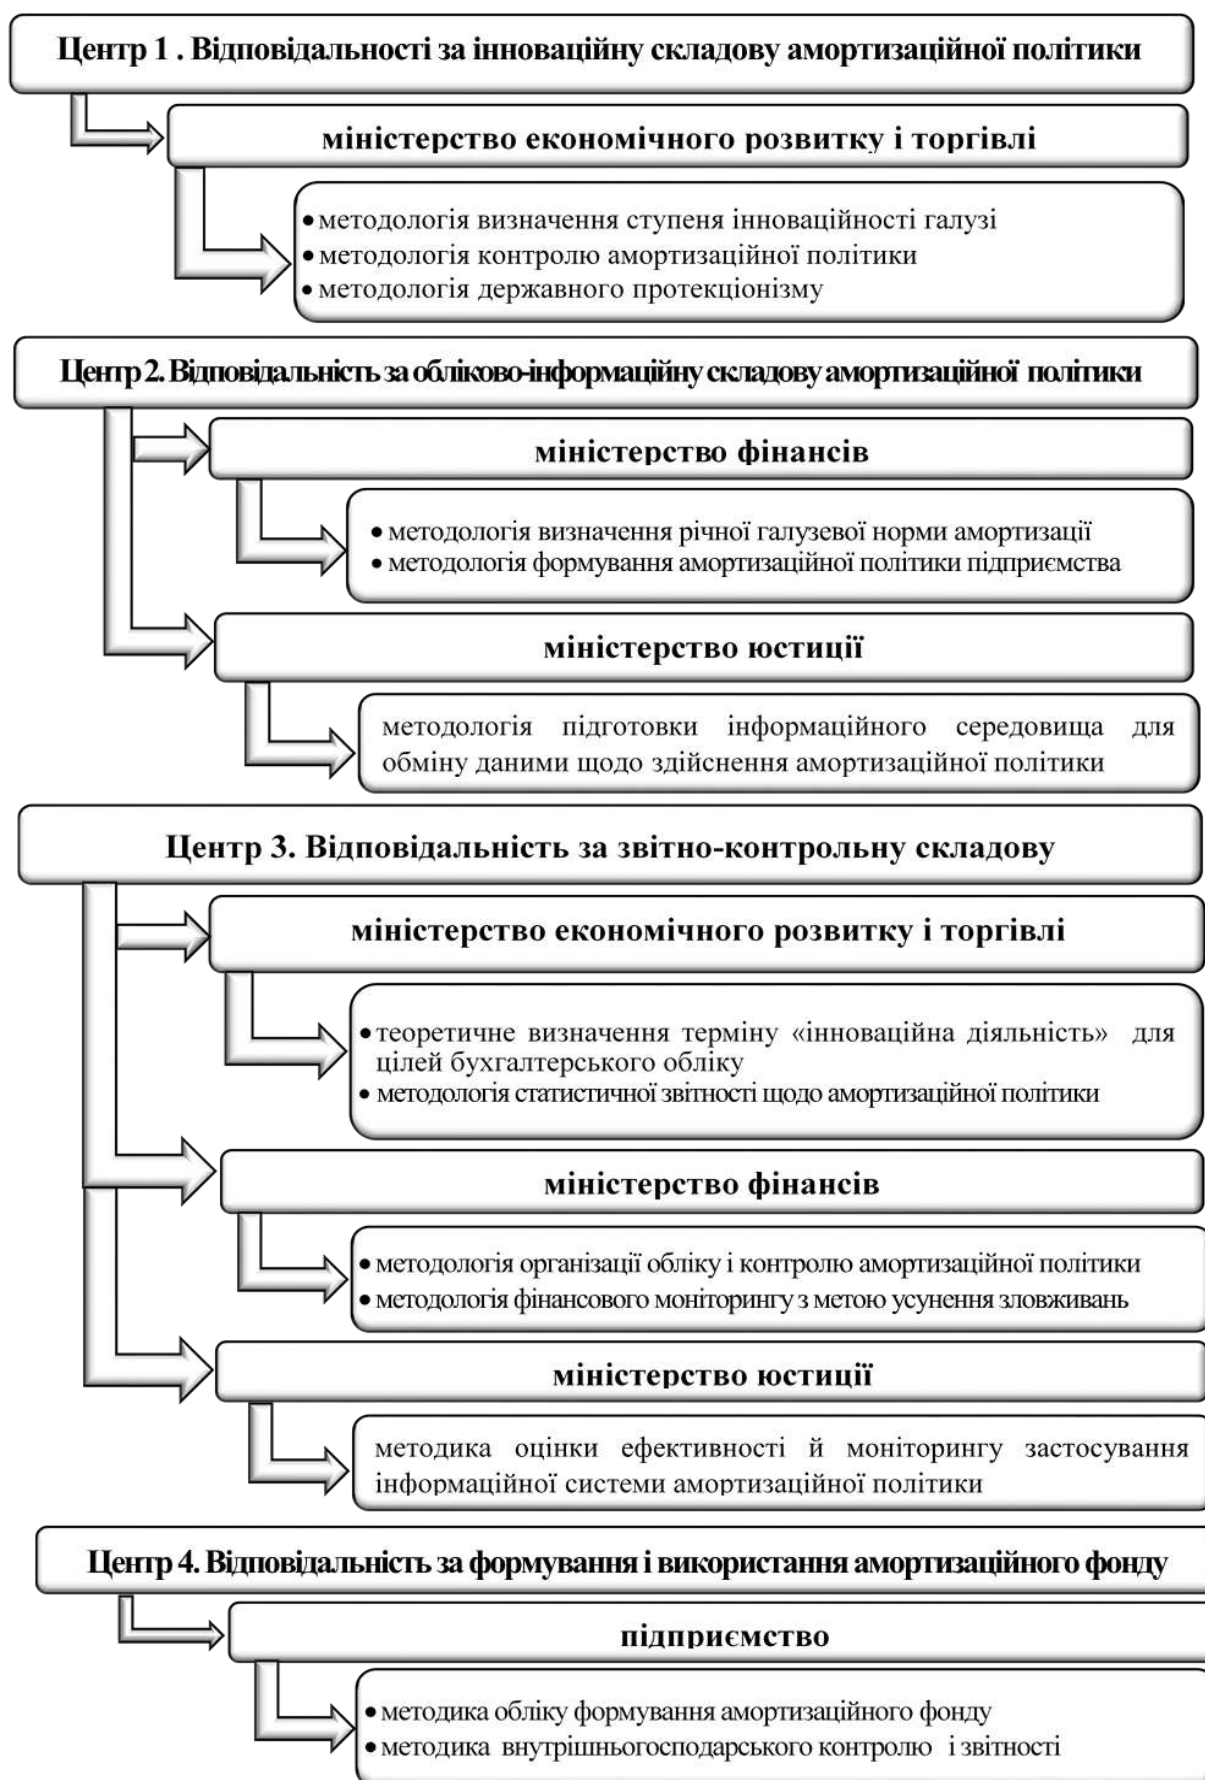 Центр 1 . Відповідальності за інноваційну складову амортизаційної політики
міністерство економічного розвитку і торгівлі
• методологія визначення ступеня інноваційності галузі
• методологія контролю амортизаційної політики
• методологія державного протекціонізму
Центр 2. Відповідальність за обліково-інформаційну складову амортизаційної політики
міністерство фінансів
• методологія визначення річної галузевої норми амортизації
• методологія формування амортизаційної політики підприємства
міністерство юстиції
методологія підготовки інформаційного середовища для
обміну даними щодо здійснення амортизаційної політики
Центр 3. Відповідальність за звітно-контрольну складову
міністерство економічного розвитку і торгівлі
• теоретичне визначення терміну «інноваційна діяльність» для
цілей бухгалтерського обліку
• методологія статистичної звітності щодо амортизаційної політики
міністерство фінансів
• методологія організації обліку і контролю амортизаційної політики
• методологія фінансового моніторингу з метою усунення зловживань
міністерство юстиції
методика оцінки ефективності й моніторингу застосування
інформаційної системи амортизаційної політики
Центр 4. Відповідальність за формування і використання амортизаційного фонду
підприємство
• методика обліку формування амортизаційного фонду
• методика внутрішньогосподарського контролю і звітності